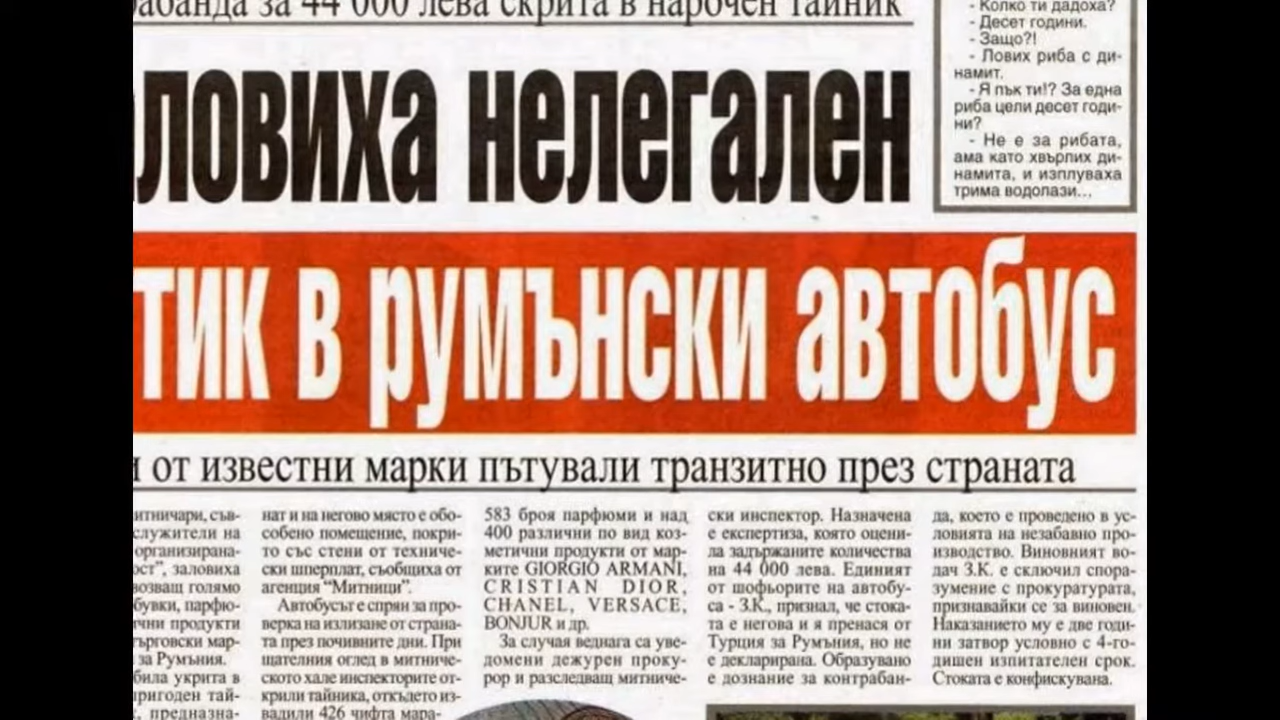 рабанда за 44 000 лева скрита в нарочен тайник
ловиха нелегален
тик в румънски автобус
и от известни марки пътували транзитно през страната
- Колко ти дадоха?
- Десет години.
- Защо?!
- Лових риба с ди-
намит.
- Я пък ти!? За една
риба цели десет годи-
ни?
- Не е за рибата,
ама като хвърлих ди-
намита, и изплуваха
трима водолази...
итничари, съв-
служители на
организирана-
ост”, заловиха
возващ голямо
бувки, парфю-
чни продукти
търговски мар-
за Румъния.
била укрита в
пригоден тай-
к, предназна-
нат и на негово място е обо-
собено помещение, покри-
то със стени от техниче-
ски шперплат, съобщиха от
агенция “Митници”.
Автобусът е спрян за про-
верка на излизане от страна-
та през почивните дни. При
щателния оглед в митниче-
ското хале инспекторите от-
крили тайника, откъдето из-
вадили 426 чифта мара-
583 броя парфюми и над
400 различни по вид коз-
метични продукти от мар-
ките GIORGIO ARMANI,
CRISTIAN DIOR,
CHANEL, VERSACE,
BONJUR и др.
За случая веднага са уве-
домени дежурен проку-
рор и разследващ митниче-
ски инспектор. Назначена
е експертиза, която оцени-
ла задържаните количества
на 44 000 лева. Единият
от шофьорите на автобу-
са - З.К., признал, че стока-
та е негова и я пренася от
Турция за Румъния, но не
е декларирана. Образувано
е дознание за контрабан-
да, което е проведено в ус-
ловията на незабавно про-
изводство. Виновният во-
дач З.К. е сключил спора-
зумение с прокуратурата,
признавайки се за виновен.
Наказанието му е две годи-
ни затвор условно с 4-го-
дишен изпитателен срок.
Стоката е конфискувана.